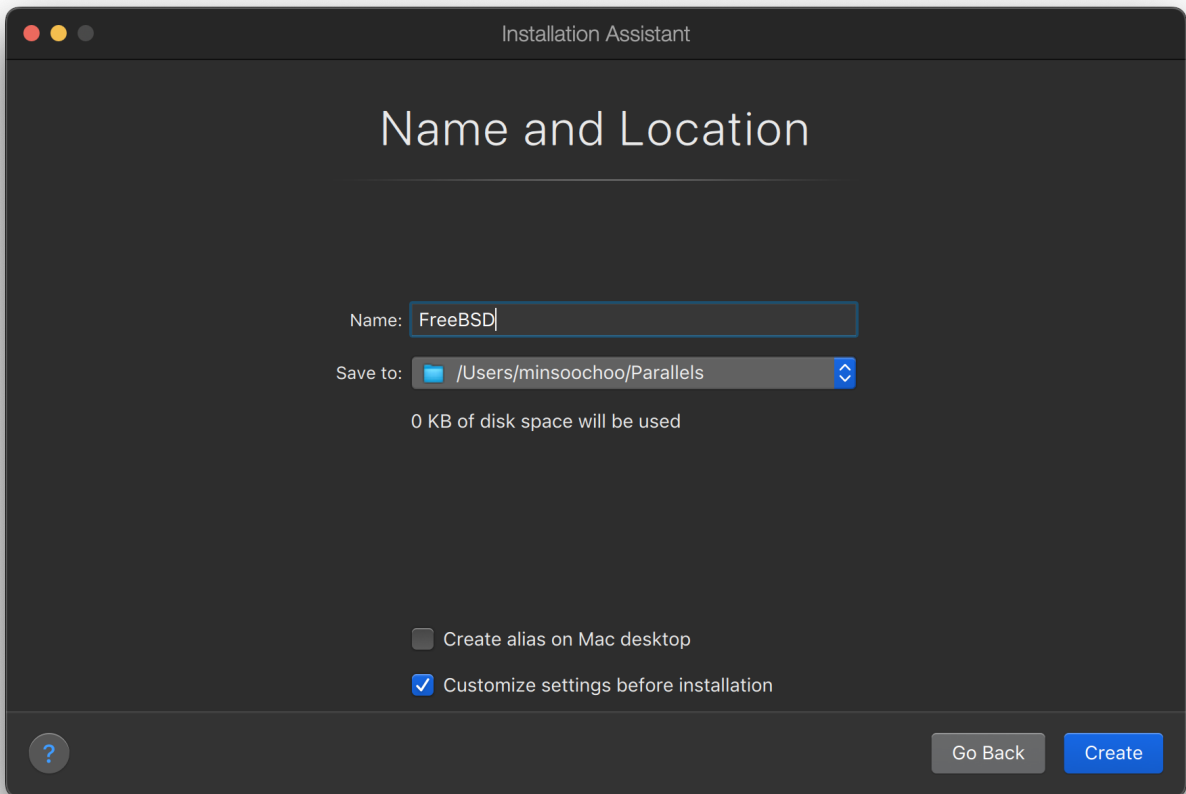 Installation Assistant
Name and Location
Name: FreeBSD
Save to: /Users/minsoochoo/Parallels
0 KB of disk space will be used
Create alias on Mac desktop
Customize settings before installation
? Go Back Create